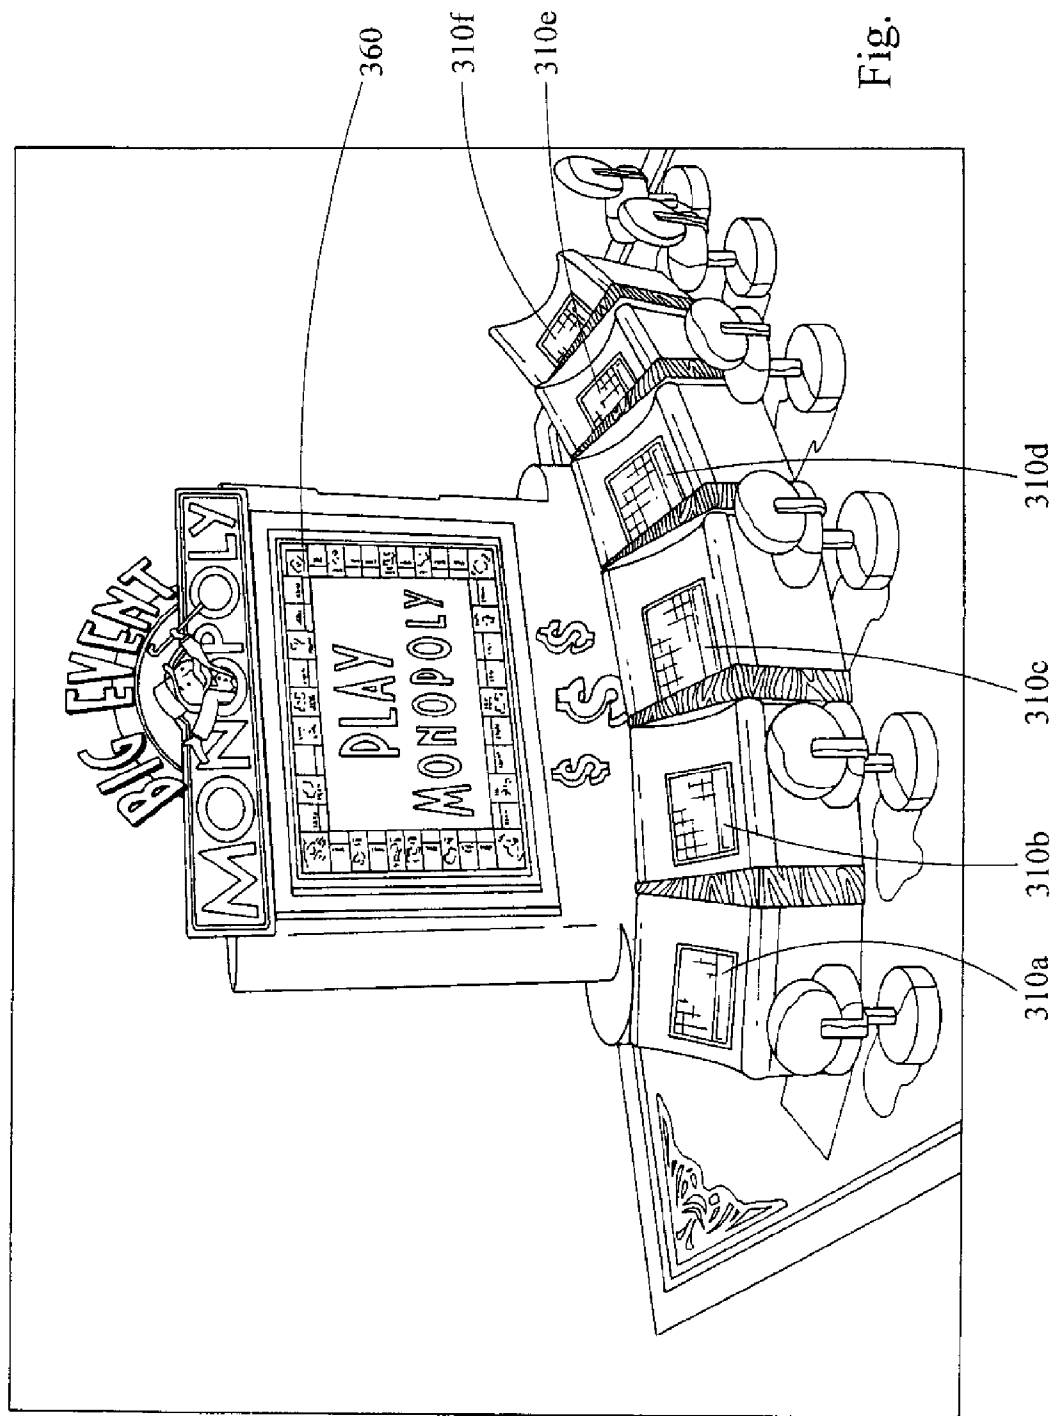 BIG EVENT
MONOPOLY
PLAY
MONOPOLY
$ $ $
360
310f
310e
310a
310b
310c
310d
Fig.